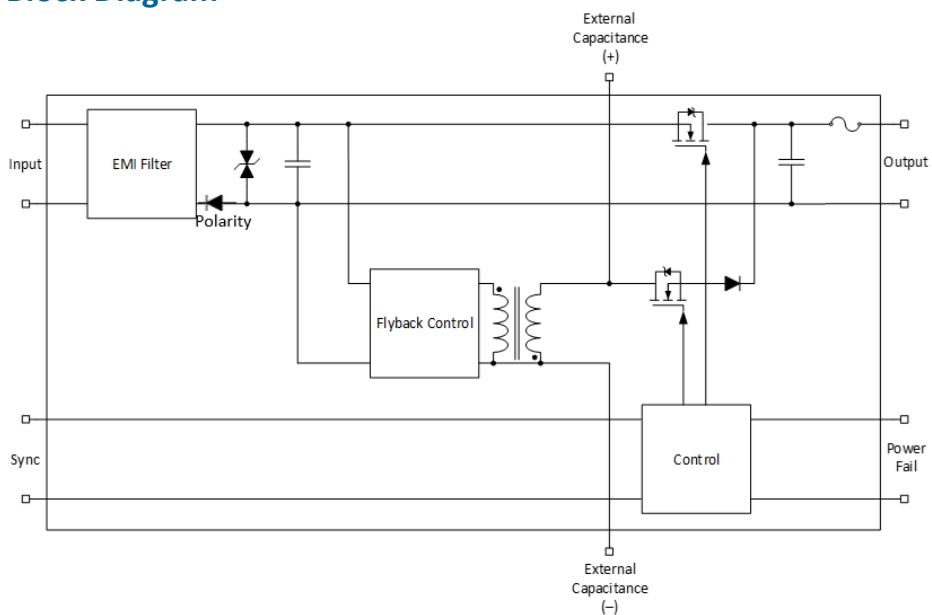 Block Diagram
External
Capacitance
(+)
Input
EMI Filter
Output
Polarity
Flyback Control
Sync
Control
Power
Fail
External
Capacitance
(–)